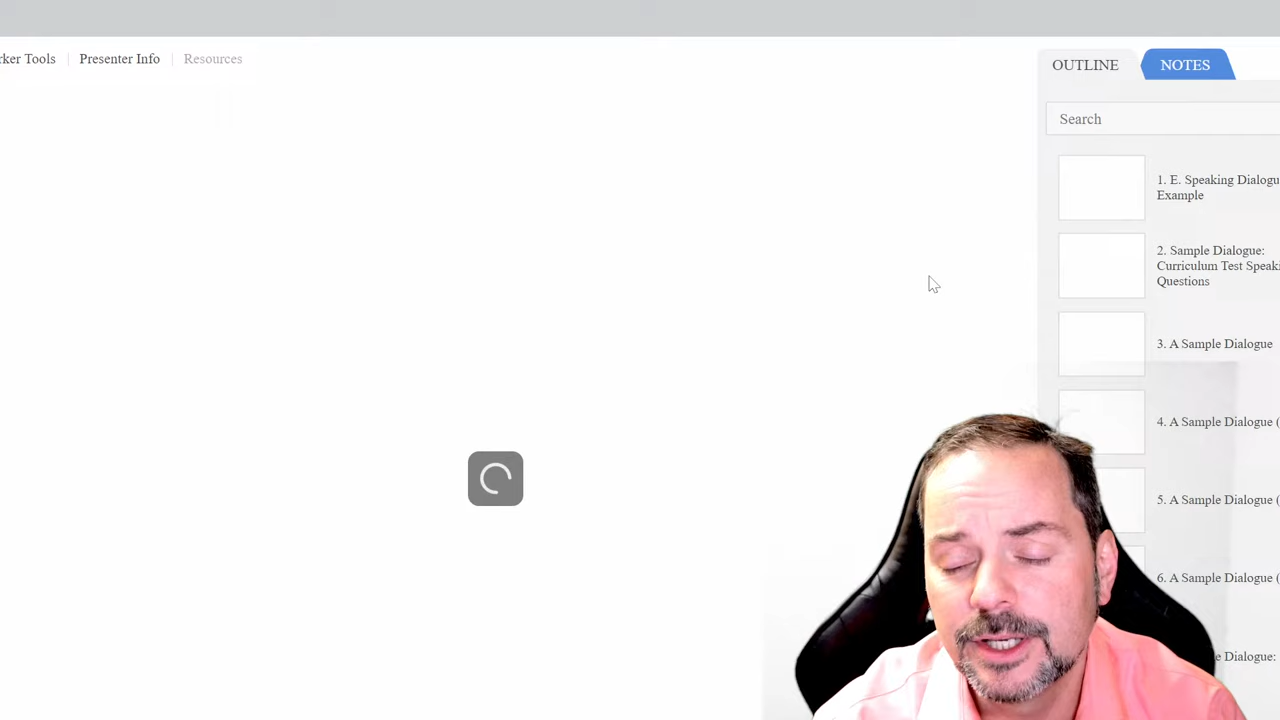 rker Tools | Presenter Info | Resources
OUTLINE NOTES
Search
1. E. Speaking Dialogu
Example
2. Sample Dialogue:
Curriculum Test Speaki
Questions
3. A Sample Dialogue
4. A Sample Dialogue (
5. A Sample Dialogue (
6. A Sample Dialogue (
e Dialogue: